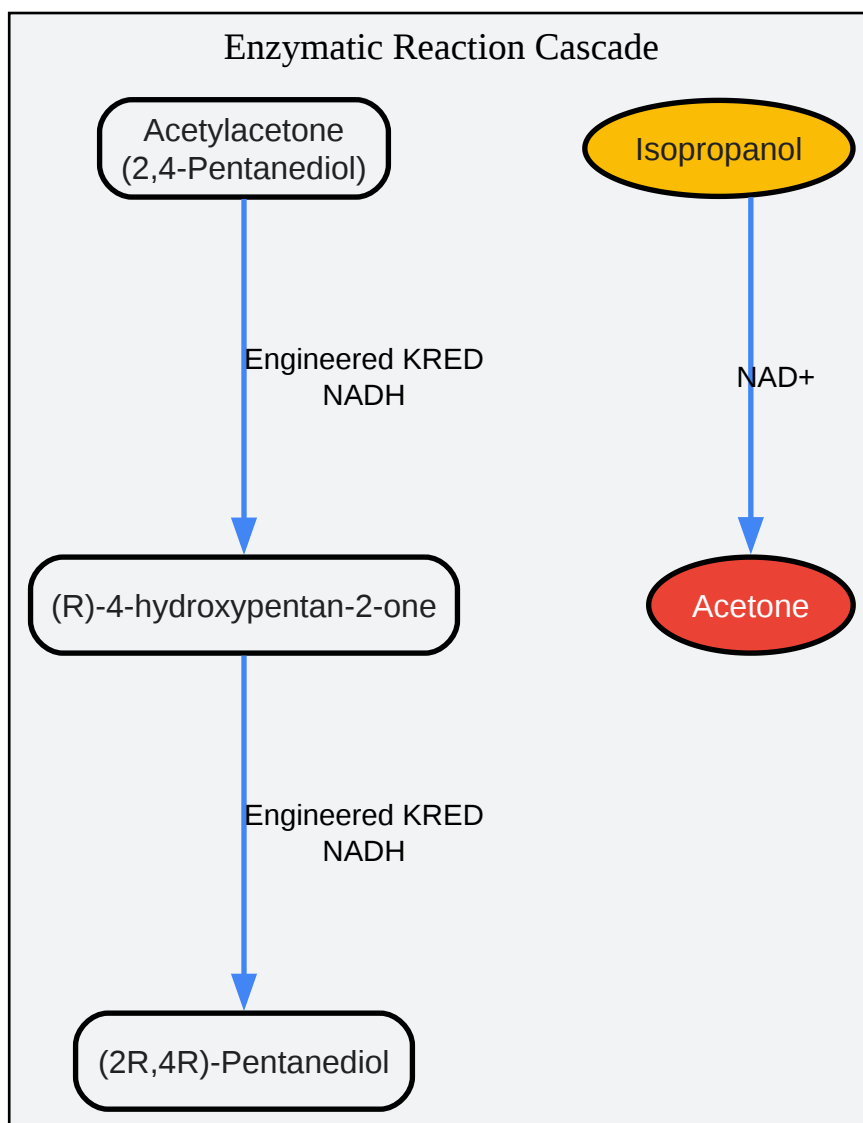 Enzymatic Reaction Cascade
Acetylacetone
(2,4-Pentanediol)
Isopropanol
Engineered KRED
NADH
NAD+
(R)-4-hydroxypentan-2-one
Acetone
Engineered KRED
NADH
(2R,4R)-Pentanediol